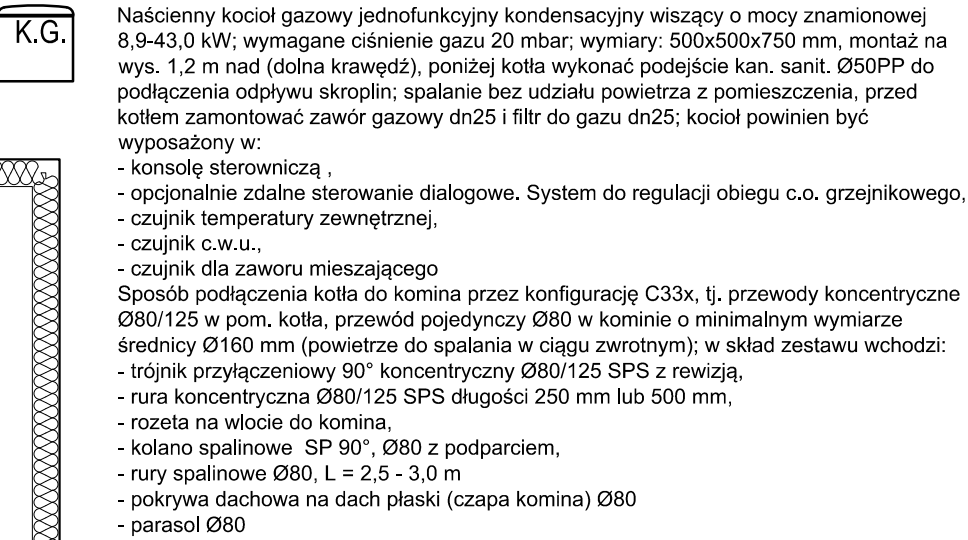 K.G.
Naścienny kocioł gazowy jednofunkcyjny kondensacyjny wiszący o mocy znamionowej
8,9-43,0 kW; wymagane ciśnienie gazu 20 mbar; wymiary: 500x500x750 mm, montaż na
wys. 1,2 m nad (dolna krawędź), poniżej kotła wykonać podejście kan. sanit. Ø50PP do
podłączenia odpływu skroplin; spalanie bez udziału powietrza z pomieszczenia, przed
kotłem zamontować zawór gazowy dn25 i filtr do gazu dn25; kocioł powinien być
wyposażony w:
- konsolę sterowniczą ,
- opcjonalnie zdalne sterowanie dialogowe. System do regulacji obiegu c.o. grzejnikowego,
- czujnik temperatury zewnętrznej,
- czujnik c.w.u.,
- czujnik dla zaworu mieszającego
Sposób podłączenia kotła do komina przez konfigurację C33x, tj. przewody koncentryczne
Ø80/125 w pom. kotła, przewód pojedynczy Ø80 w kominie o minimalnym wymiarze
średnicy Ø160 mm (powietrze do spalania w ciągu zwrotnym); w skład zestawu wchodzi:
- trójnik przyłączeniowy 90° koncentryczny Ø80/125 SPS z rewizją,
- rura koncentryczna Ø80/125 SPS długości 250 mm lub 500 mm,
- rozeta na wlocie do komina,
- kolano spalinowe  SP 90°, Ø80 z podparciem,
- rury spalinowe Ø80, L = 2,5 - 3,0 m
- pokrywa dachowa na dach płaski (czapa komina) Ø80
- parasol Ø80